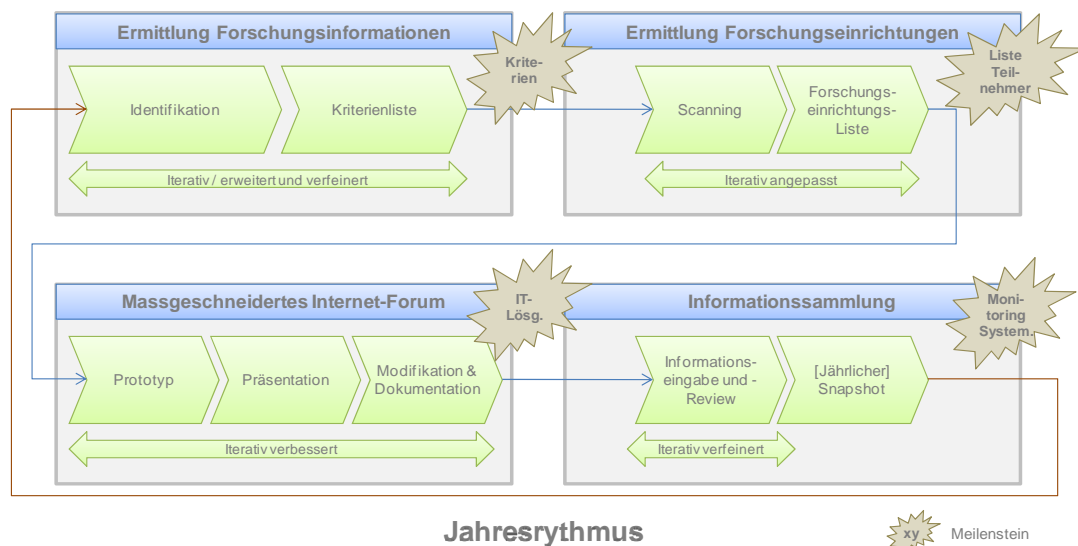 Ermittlung Forschungsinformationen
Krite-
rien
Identifikation
Kriterienliste
Iterativ / erweitert und verfeinert
Ermittlung Forschungseinrichtungen
Liste
Teil-
nehmer
Scanning
Forschungs-
einrichtungs-
Liste
Iterativ angepasst
Massgeschneidertes Internet-Forum
IT-
Lösg.
Prototyp
Präsentation
Modifikation &
Dokumentation
Iterativ verbessert
Informationssammlung
Moni-
toring
System.
Informations-
eingabe und -
Review
[Jährlicher]
Snapshot
Iterativ verfeinert
Jahresrythmus
xy
Meilenstein